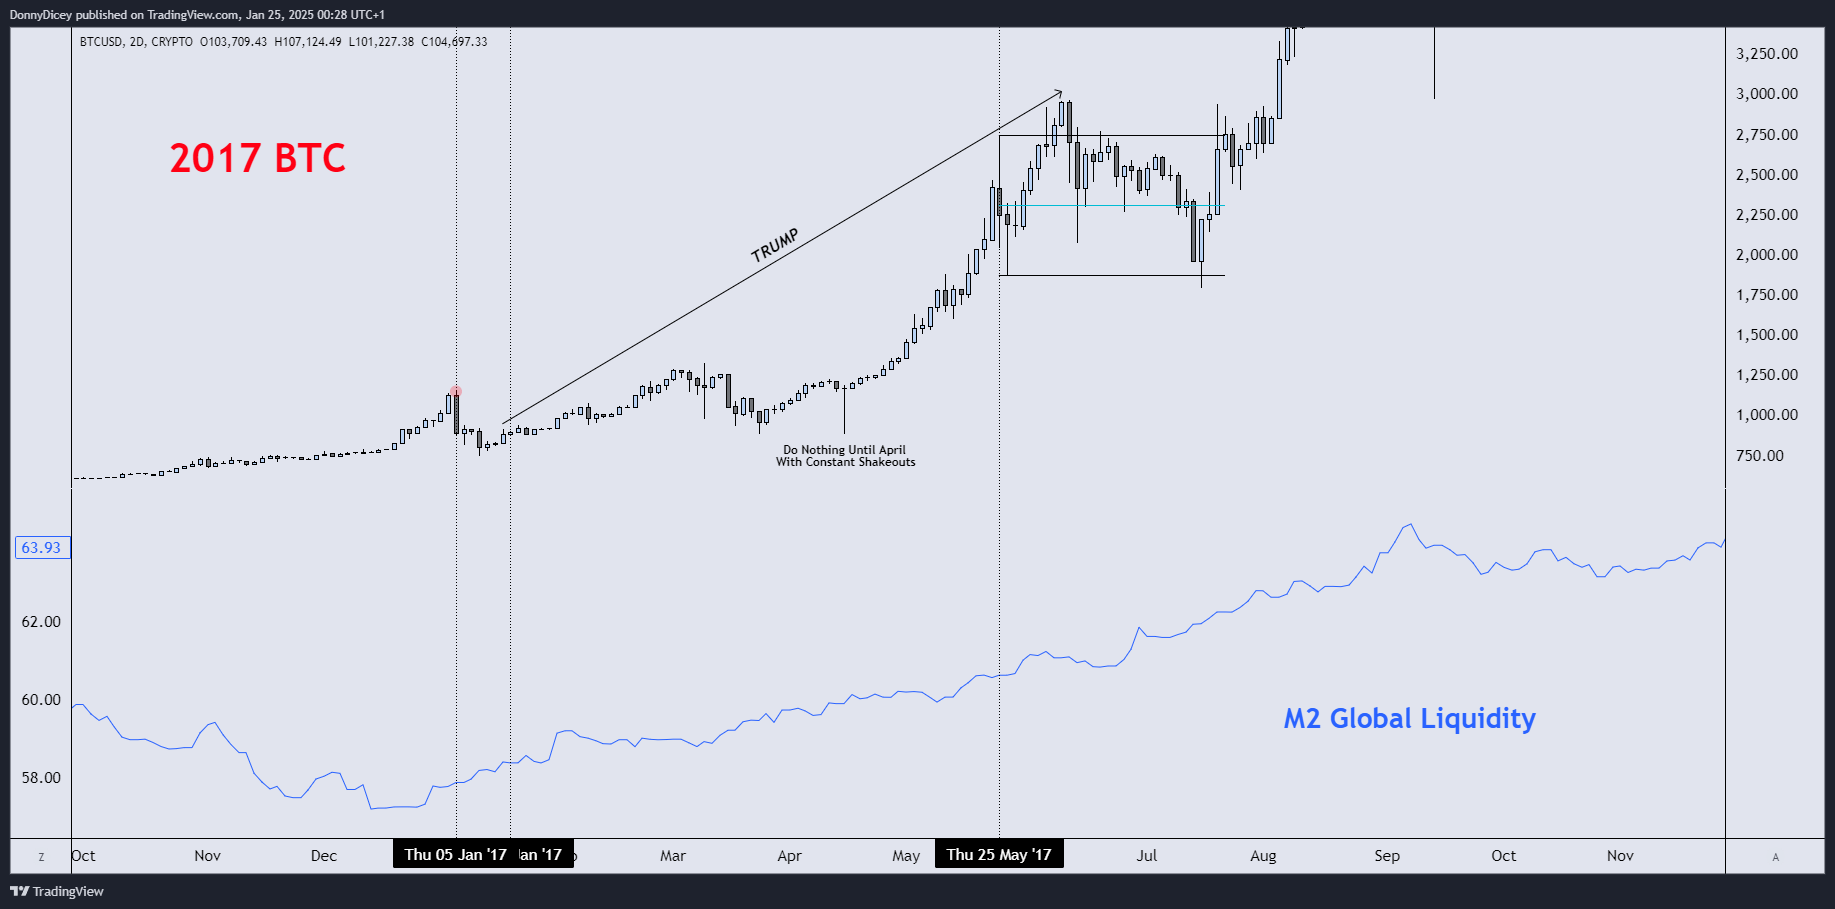 DonnyDicey published on TradingView.com, Jan 25, 2025 00:28 UTC+1
BTCUSD, 2D, CRYPTO O103,709.43 H107,124.49 L101,227.38 C104,697.33
2017 BTC
TRUMP
Do Nothing Until April
With Constant Shakeouts
3,250.00
3,000.00
2,750.00
2,500.00
2,250.00
2,000.00
1,750.00
1,500.00
1,250.00
1,000.00
750.00
63.93
62.00
60.00
58.00
M2 Global Liquidity
Z Oct Nov Dec Thu 05 Jan '17 '17 Mar Apr May Thu 25 May '17 Jul Aug Sep Oct Nov A
TradingView